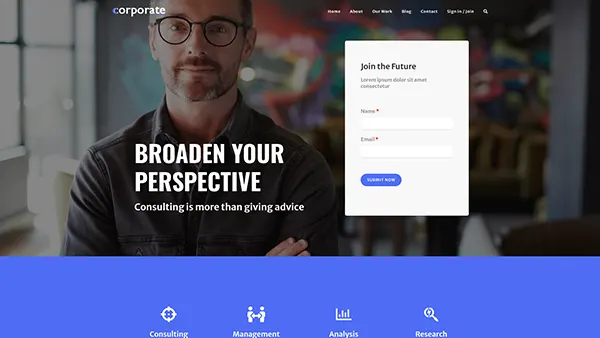 corporate
Home About Our Work Blog Contact Sign In / Join
Join the Future
Lorem ipsum dolor sit amet
consectetur
Name *
Email *
SUBMIT NOW
BROADEN YOUR
PERSPECTIVE
Consulting is more than giving advice
Consulting Management Analysis Research